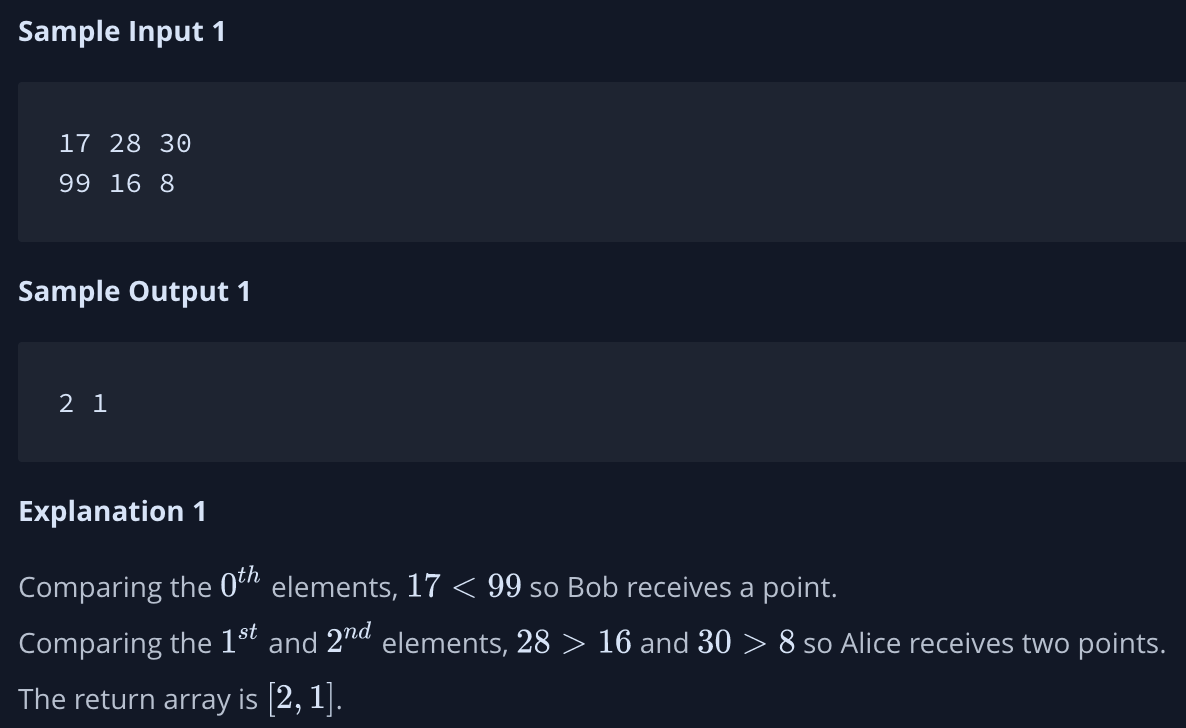 Sample Input 1
17 28 30
99 16 8
Sample Output 1
2 1
Explanation 1
Comparing the 0^th elements, 17 < 99 so Bob receives a point.
Comparing the 1^st and 2^nd elements, 28 > 16 and 30 > 8 so Alice receives two points.
The return array is [2, 1].